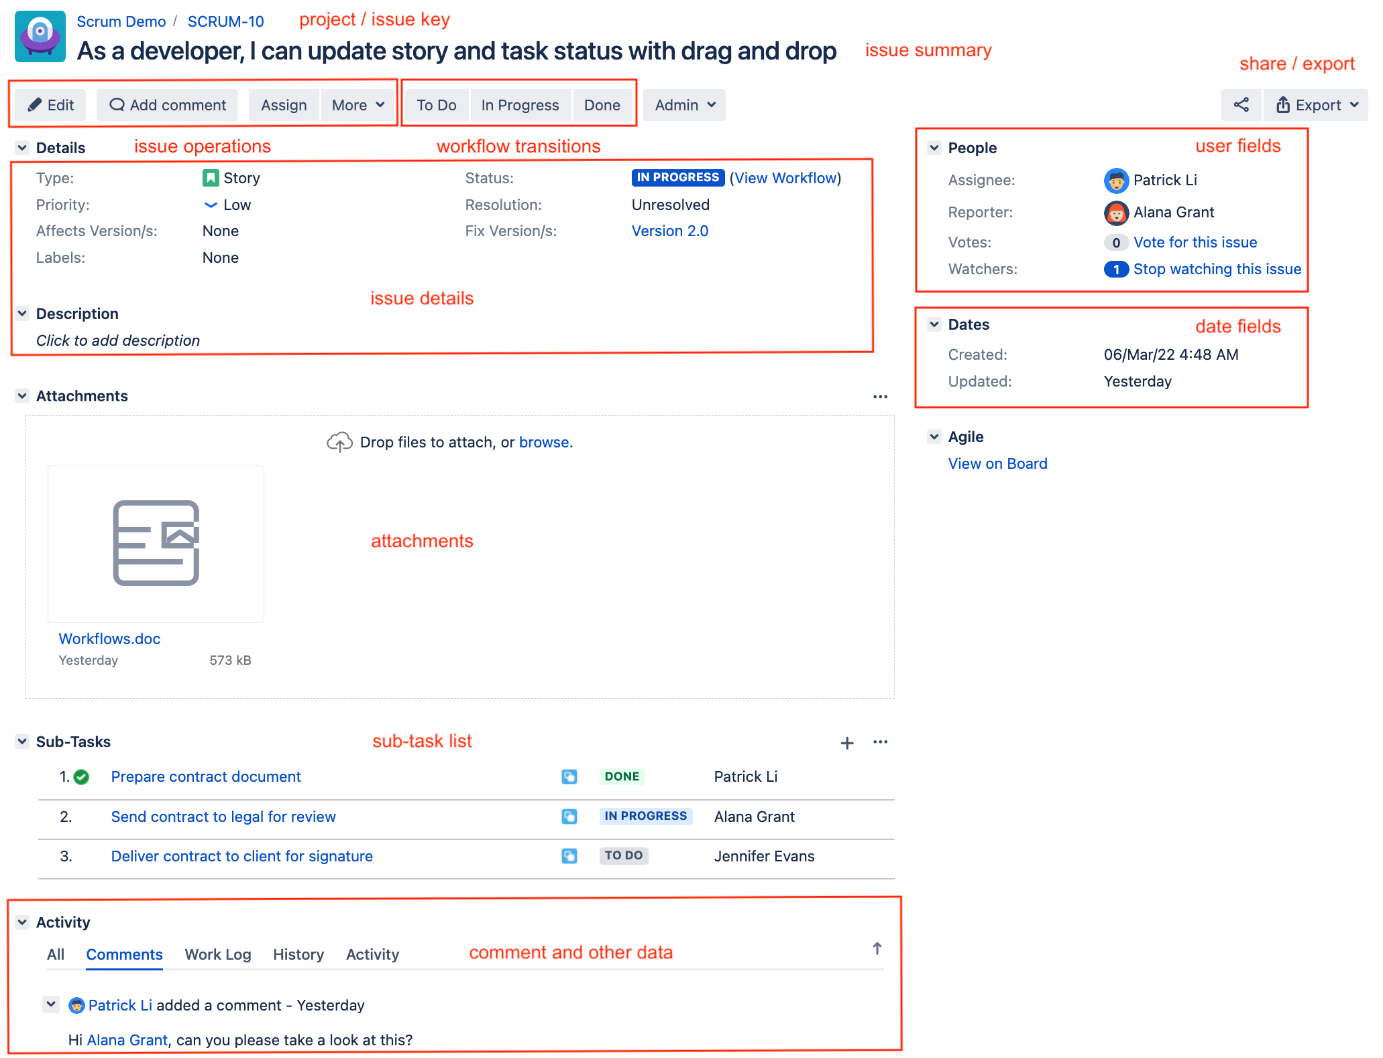 Scrum Demo / SCRUM-10 project / issue key
As a developer, I can update story and task status with drag and drop issue summary
share / export
Edit Add comment Assign More To Do In Progress Done Admin Export
Details issue operations workflow transitions
Type: Story Status: IN PROGRESS (View Workflow)
Priority: Low Resolution: Unresolved
Affects Version/s: None Fix Version/s: Version 2.0
Labels: None
issue details
Description
Click to add description
People user fields
Assignee: Patrick Li
Reporter: Alana Grant
Votes: 0 Vote for this issue
Watchers: 1 Stop watching this issue
Dates date fields
Created: 06/Mar/22 4:48 AM
Updated: Yesterday
Agile
View on Board
Attachments
Drop files to attach, or browse.
attachments
Workflows.doc
Yesterday 573 kB
Sub-Tasks sub-task list
1. Prepare contract document DONE Patrick Li
2. Send contract to legal for review IN PROGRESS Alana Grant
3. Deliver contract to client for signature TO DO Jennifer Evans
Activity
All Comments Work Log History Activity comment and other data
Patrick Li added a comment - Yesterday
Hi Alana Grant, can you please take a look at this?